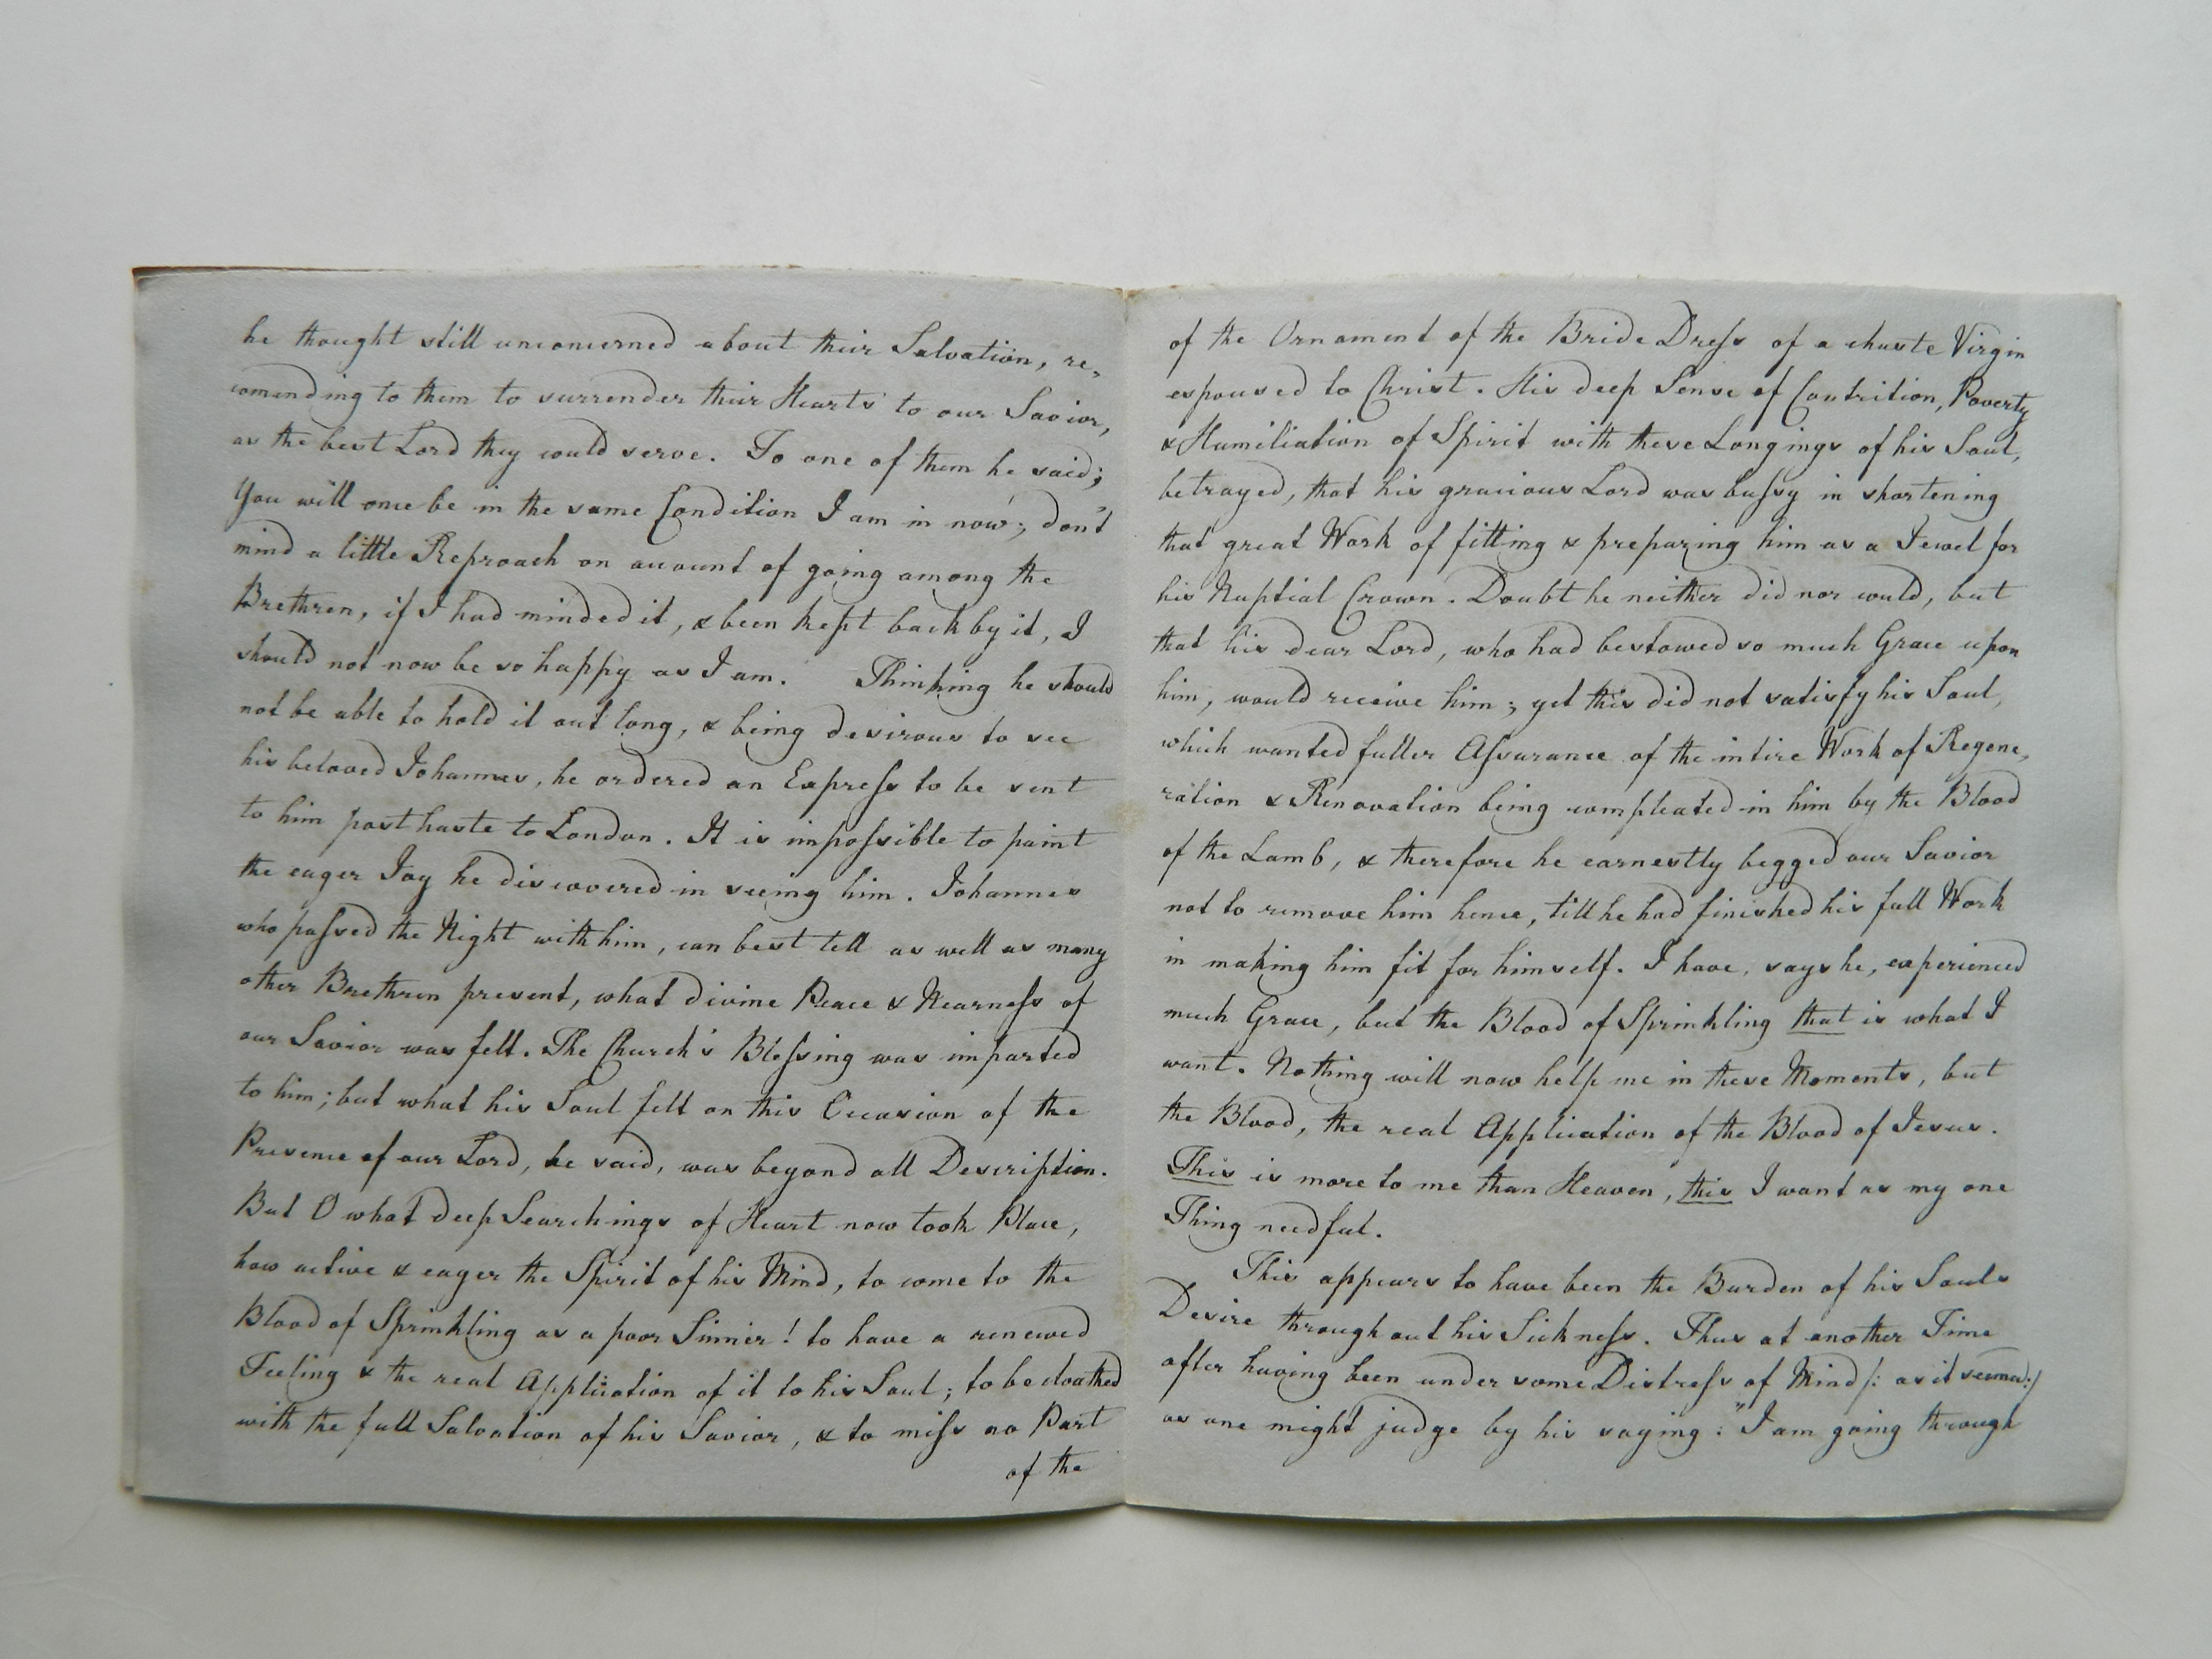 he thought still unconcerned about their Salvation, re-
comending to them to surrender their Hearts to our Savior,
as the best Lord they could serve. To one of them he said;
You will once be in the same Condition I am in now; don't
mind a little Reproach on account of going among the
Brethren, if I had minded it, & been kept back by it, I
should not now be so happy as I am. Thinking he should
not be able to hold it out long, & being desirous to see
his beloved Johannes, he ordered an Express to be sent
to him post haste to London. It is impossible to paint
the eager Joy he discovered in seeing him. Johannes
who passed the Night with him, can best tell as well as many
other Brethren present, what divine Peace & Nearness of
our Savior was felt. The Church's Blessing was imparted
to him; but what his Soul felt on this Occasion of the
Presence of our Lord, he said, was beyond all Description.
But O what deep Searchings of Heart now took Place,
how active & eager the Spirit of his Mind, to come to the
Blood of Sprinkling as a poor Sinner! to have a renewed
Feeling & the real Application of it to his Soul; to be cloathed
with the full Salvation of his Savior, & to miss no Part
of the
of the Ornament of the Bride Dress of a chaste Virgin
espoused to Christ. His deep Sense of Contrition, Poverty
& Humiliation of Spirit with these Longings of his Soul,
betrayed, that his gracious Lord was bussy in shortening
that great Work of fitting & preparing him as a Jewel for
his Nuptial Crown. Doubt he neither did nor could, but
that his dear Lord, who had bestowed so much Grace upon
him, would receive him; yet this did not satisfy his Soul,
which wanted fuller Assurance of the intire Work of Regene-
ration & Renovation being compleated in him by the Blood
of the Lamb, & therefore he earnestly begged our Savior
not to remove him hence, till he had finished his full Work
in making him fit for himself. I have, says he, experienced
much Grace, but the Blood of Sprinkling that is what I
want. Nothing will now help me in these Moments, but
the Blood, the real Application of the Blood of Jesus.
This is more to me than Heaven, this I want as my one
Thing needful.
This appears to have been the Burden of his Souls
Desire throughout his Sickness. Thus at another Time
after having been under some Distress of Mind /: as it seems :/
as one might judge by his saying: "I am going through